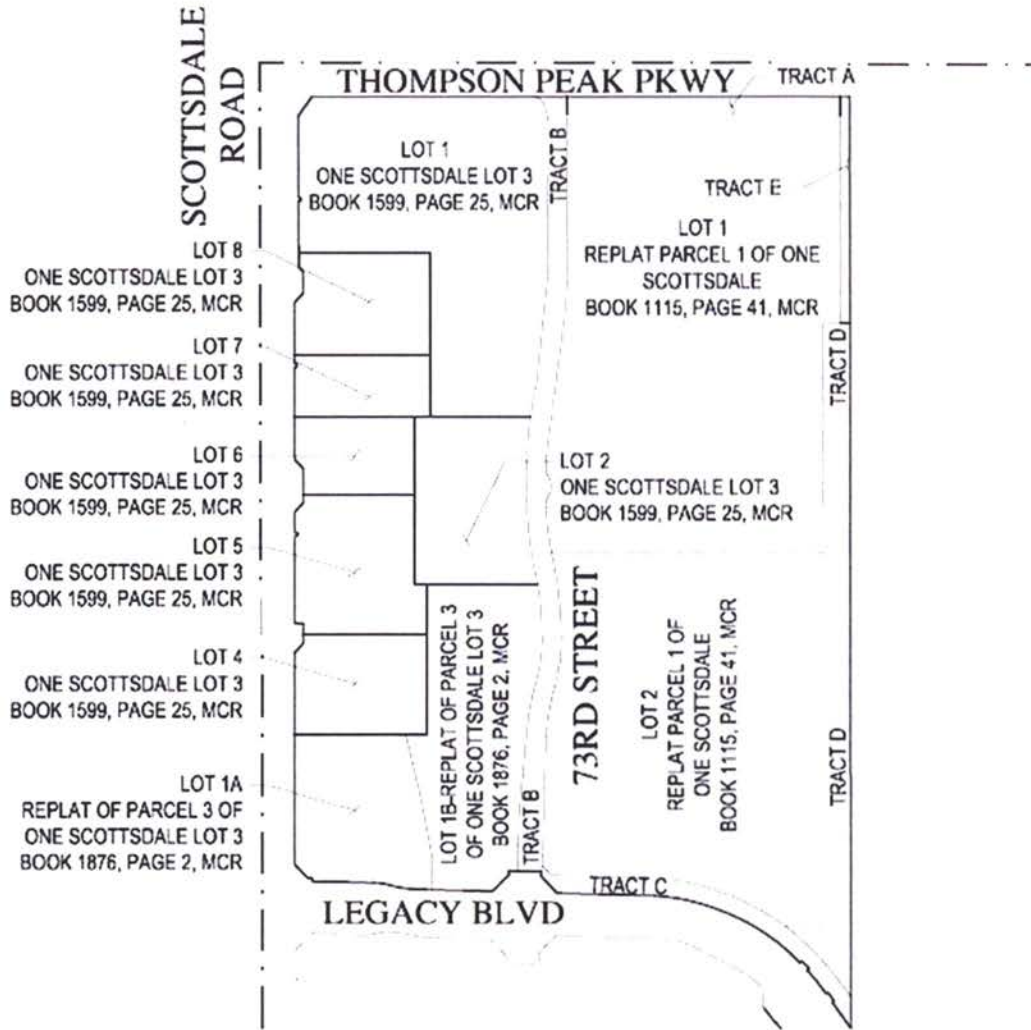 SCOTTSDALE
ROAD
THOMPSON PEAK PKWY
TRACT A
LOT 1
ONE SCOTTSDALE LOT 3
BOOK 1599, PAGE 25, MCR
TRACT B
TRACT E
LOT 1
REPLAT PARCEL 1 OF ONE
SCOTTSDALE
BOOK 1115, PAGE 41, MCR
TRACT D
LOT 8
ONE SCOTTSDALE LOT 3
BOOK 1599, PAGE 25, MCR
LOT 7
ONE SCOTTSDALE LOT 3
BOOK 1599, PAGE 25, MCR
LOT 6
ONE SCOTTSDALE LOT 3
BOOK 1599, PAGE 25, MCR
LOT 2
ONE SCOTTSDALE LOT 3
BOOK 1599, PAGE 25, MCR
LOT 5
ONE SCOTTSDALE LOT 3
BOOK 1599, PAGE 25, MCR
LOT 4
ONE SCOTTSDALE LOT 3
BOOK 1599, PAGE 25, MCR
LOT 1A
REPLAT OF PARCEL 3 OF
ONE SCOTTSDALE LOT 3
BOOK 1876, PAGE 2, MCR
LOT 1B-REPLAT OF PARCEL 3
OF ONE SCOTTSDALE LOT 3
BOOK 1876, PAGE 2, MCR
TRACT B
73RD STREET
LOT 2
REPLAT PARCEL 1 OF
ONE SCOTTSDALE
BOOK 1115, PAGE 41, MCR
TRACT D
TRACT C
LEGACY BLVD